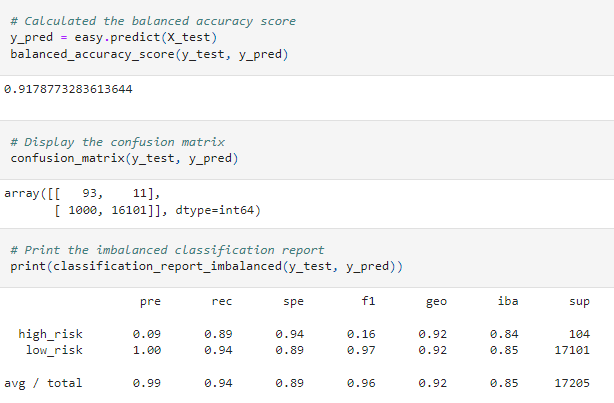 # Calculated the balanced accuracy score
y_pred = easy.predict(X_test)
balanced_accuracy_score(y_test, y_pred)
0.9178773283613644
# Display the confusion matrix
confusion_matrix(y_test, y_pred)
array([[   93,    11],
       [ 1000, 16101]], dtype=int64)
# Print the imbalanced classification report
print(classification_report_imbalanced(y_test, y_pred))
                   pre       rec       spe        f1       geo       iba       sup
  high_risk       0.09      0.89      0.94      0.16      0.92      0.84       104
   low_risk       1.00      0.94      0.89      0.97      0.92      0.85     17101
avg / total       0.99      0.94      0.89      0.96      0.92      0.85     17205